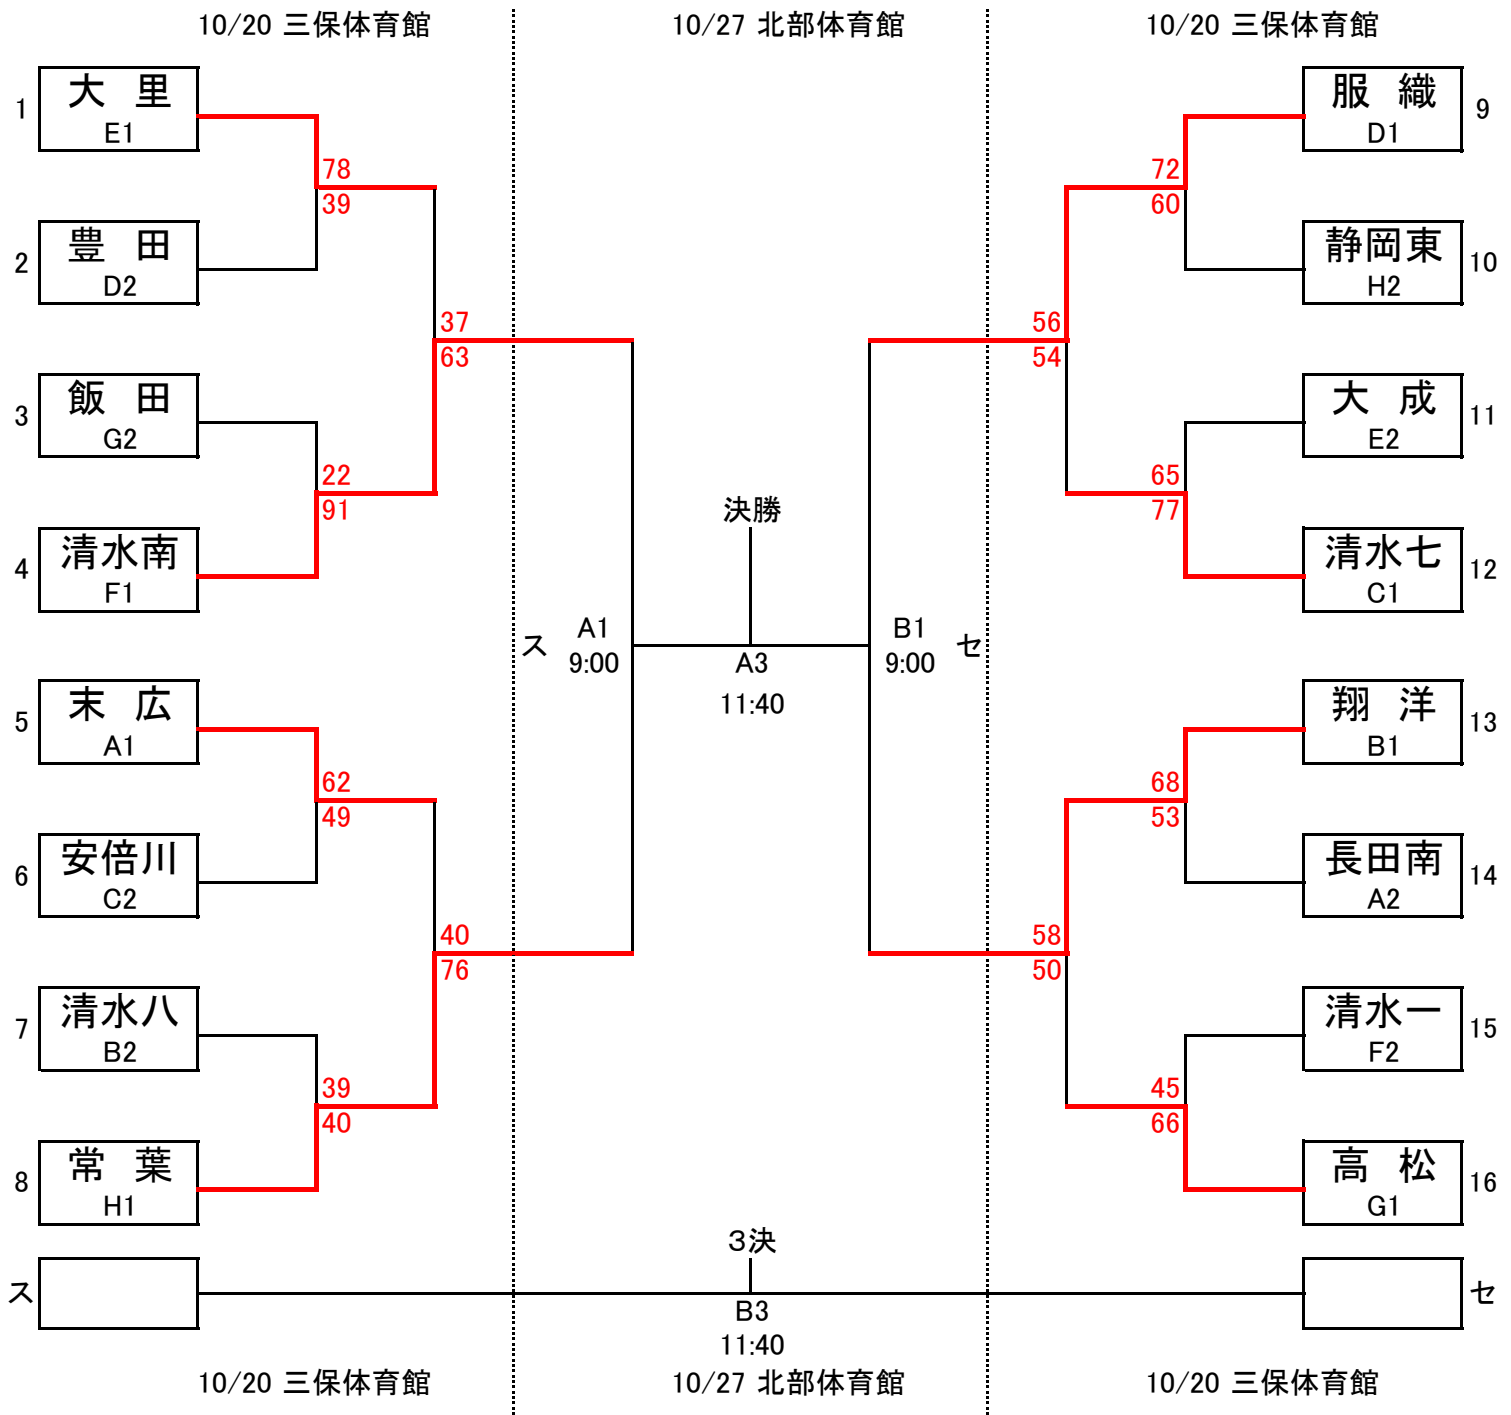 10/20 三保体育館
10/27 北部体育館
10/20 三保体育館
1
大 里
E1
78
39
2
豊 田
D2
37
63
3
飯 田
G2
22
91
4
清水南
F1
5
末 広
A1
62
49
6
安倍川
C2
40
76
7
清水八
B2
39
40
8
常 葉
H1
ス
A1
9:00
決勝
A3
11:40
B1
9:00
セ
服 織
D1
9
72
60
静岡東
H2
10
56
54
大 成
E2
11
65
77
清水七
C1
12
翔 洋
B1
13
68
53
長田南
A2
14
58
50
清水一
F2
15
45
66
高 松
G1
16
ス
3決
B3
11:40
セ
10/20 三保体育館
10/27 北部体育館
10/20 三保体育館